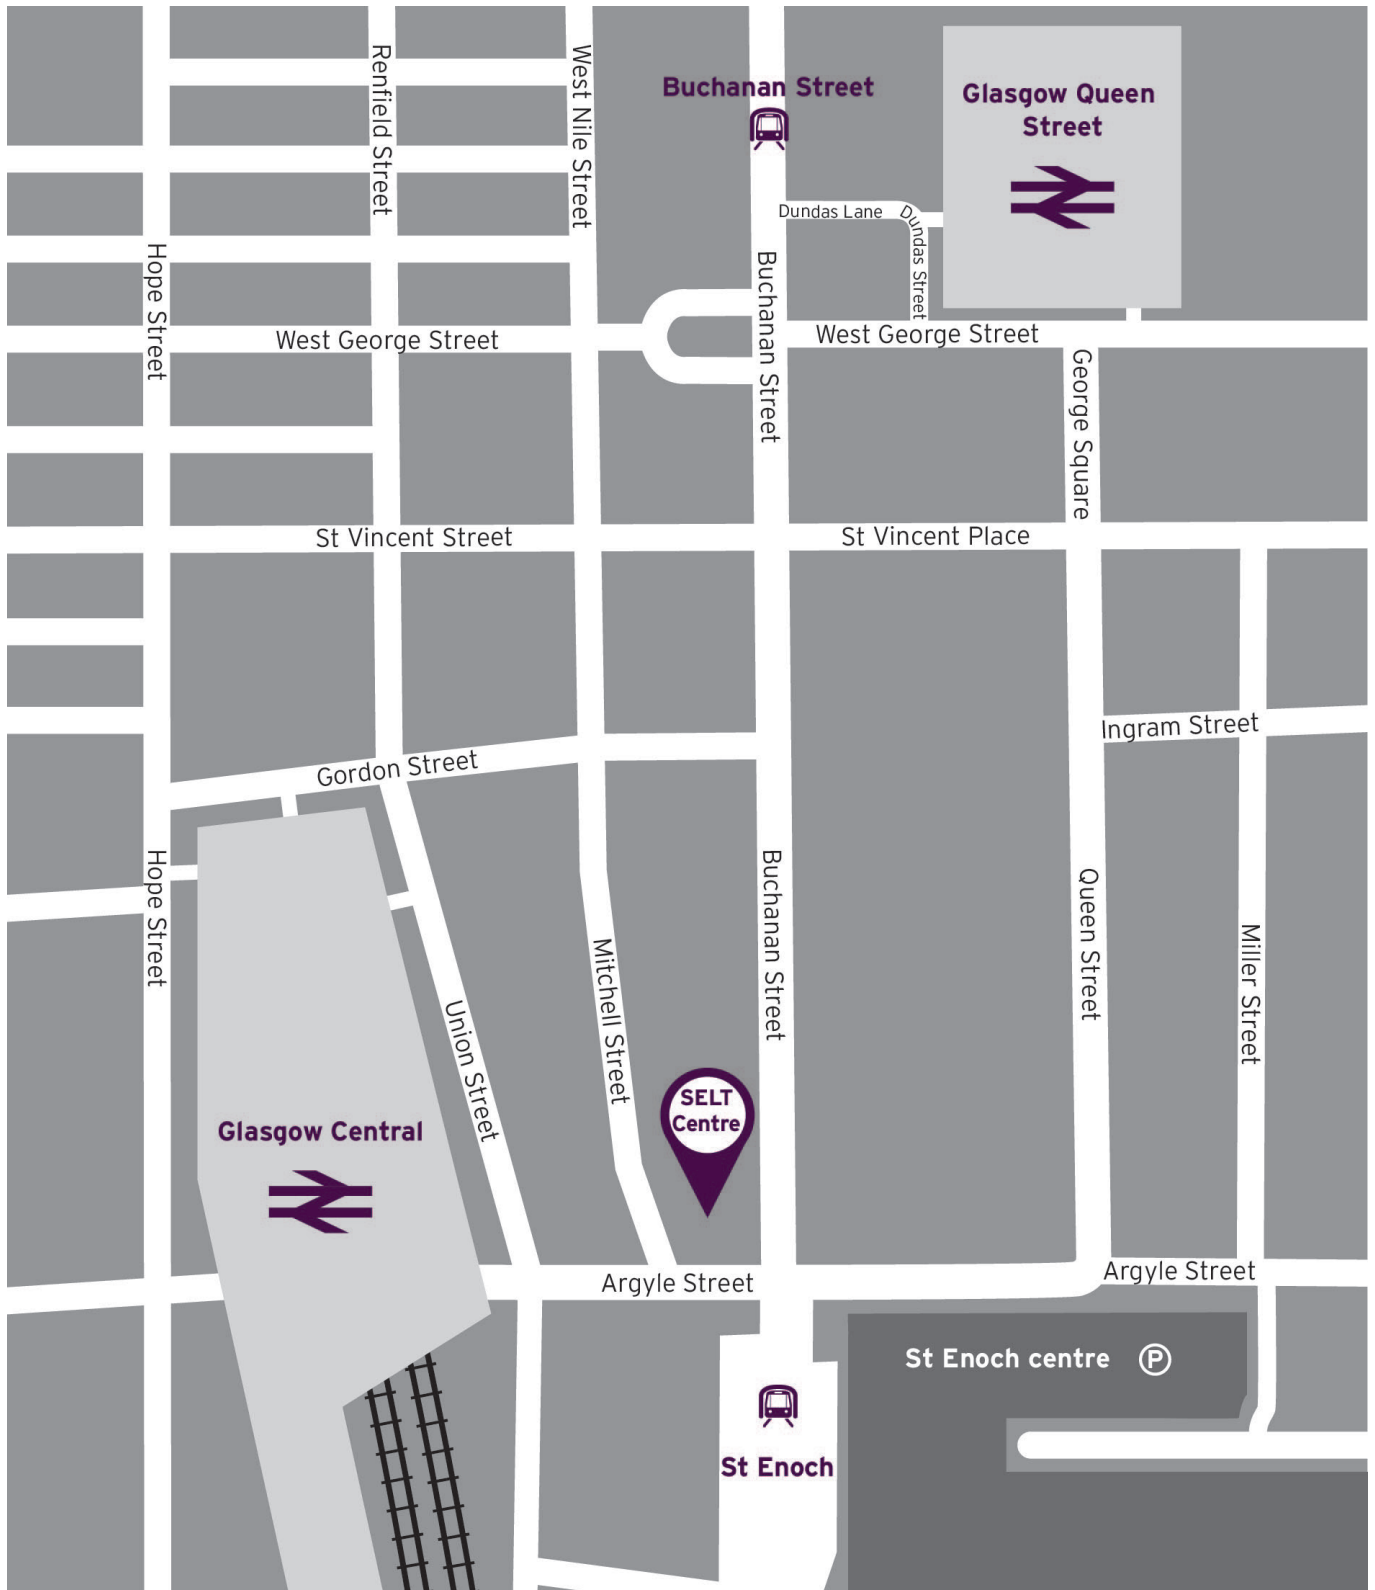 Renfield Street
West Nile Street
Buchanan Street
Glasgow Queen
Street
Dundas Lane
Dundas Street
Hope Street
Buchanan Street
West George Street
West George Street
George Square
St Vincent Street
St Vincent Place
Ingram Street
Gordon Street
Hope Street
Buchanan Street
Queen Street
Miller Street
Mitchell Street
Union Street
SELT
Centre
Glasgow Central
Argyle Street
Argyle Street
St Enoch centre P
St Enoch